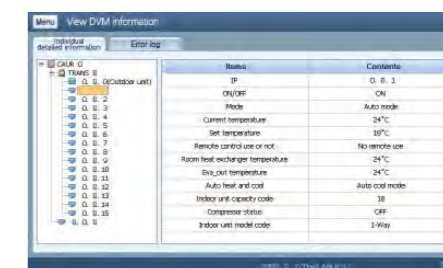 Menu View DVM information
Individual
detailed information
Error log
CAUR 0
TRANS 0
0. 0. 0(Outdoor unit)
0. 0. 2
0. 0. 3
0. 0. 4
0. 0. 5
0. 0. 6
0. 0. 7
0. 0. 8
0. 0. 9
0. 0. 10
0. 0. 11
0. 0. 12
0. 0. 13
0. 0. 14
0. 0. 15
0. 0. 0
Items Contents
IP 0. 0. 1
ON/OFF ON
Mode Auto mode
Current temperature 24°C
Set temperature 18°C
Remote control use or not No remote use
Room heat exchanger temperature 24°C
Eva_out temperature 24°C
Auto heat and cool Auto cool mode
Indoor unit capacity code 18
Compressor status OFF
Indoor unit model code 1-Way